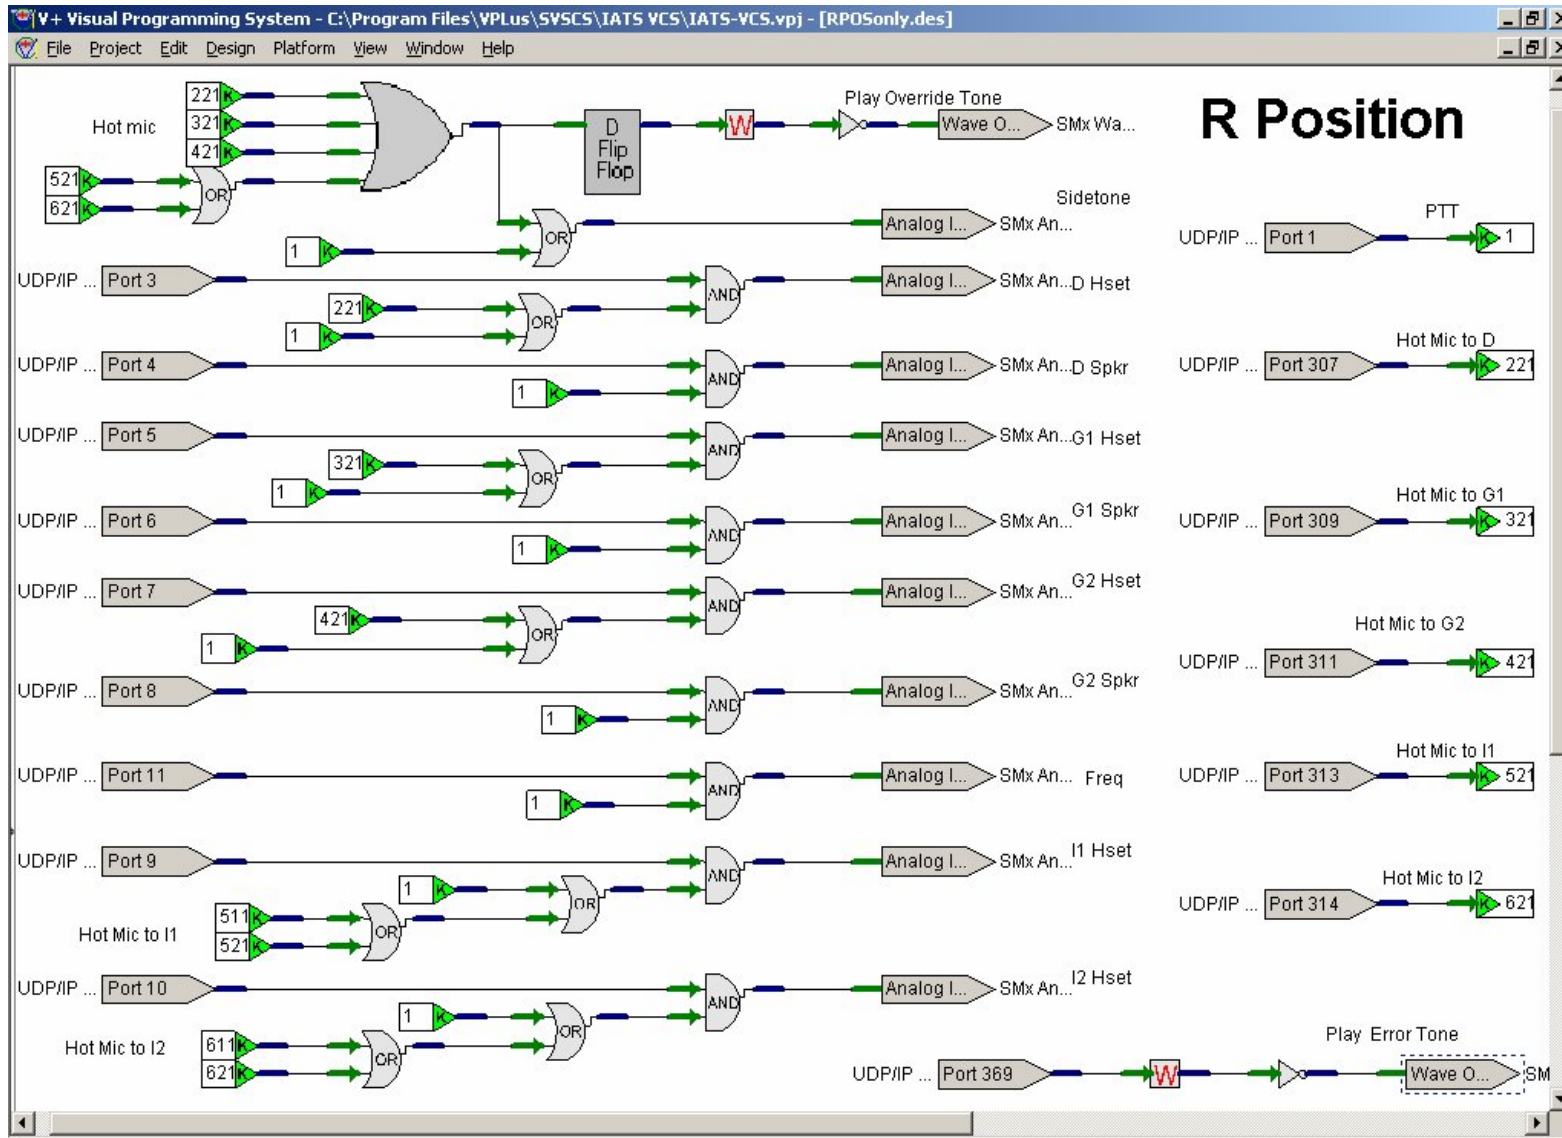 V+ Visual Programming System - C:\Program Files\VPLus\SVSCS\IATS VCS\IATS-VCS.vpj - [RPOSonly.des]
File Project Edit Design Platform View Window Help
R Position
Hot mic
221 K
321 K
421 K
521 K
621 K
OR
D Flip Flop
W
Play Override Tone
Wave O... SMx Wa...
Sidetone
1 K OR Analog I... SMx An...
UDP/IP ... Port 3 AND Analog I... SMx An... D Hset
221 K
1 K OR
UDP/IP ... Port 4 AND Analog I... SMx An... D Spkr
1 K
UDP/IP ... Port 5 AND Analog I... SMx An... G1 Hset
321 K
1 K OR
UDP/IP ... Port 6 AND Analog I... SMx An... G1 Spkr
1 K
UDP/IP ... Port 7 AND Analog I... SMx An... G2 Hset
421 K
1 K OR
UDP/IP ... Port 8 AND Analog I... SMx An... G2 Spkr
1 K
UDP/IP ... Port 11 AND Analog I... SMx An... Freq
1 K
UDP/IP ... Port 9 AND Analog I... SMx An... I1 Hset
1 K OR
Hot Mic to I1
511 K
521 K OR
UDP/IP ... Port 10 AND Analog I... SMx An... I2 Hset
1 K OR
Hot Mic to I2
611 K
621 K OR
PTT
UDP/IP ... Port 1 K 1
Hot Mic to D
UDP/IP ... Port 307 K 221
Hot Mic to G1
UDP/IP ... Port 309 K 321
Hot Mic to G2
UDP/IP ... Port 311 K 421
Hot Mic to I1
UDP/IP ... Port 313 K 521
Hot Mic to I2
UDP/IP ... Port 314 K 621
Play Error Tone
UDP/IP ... Port 369 W Wave O... SM